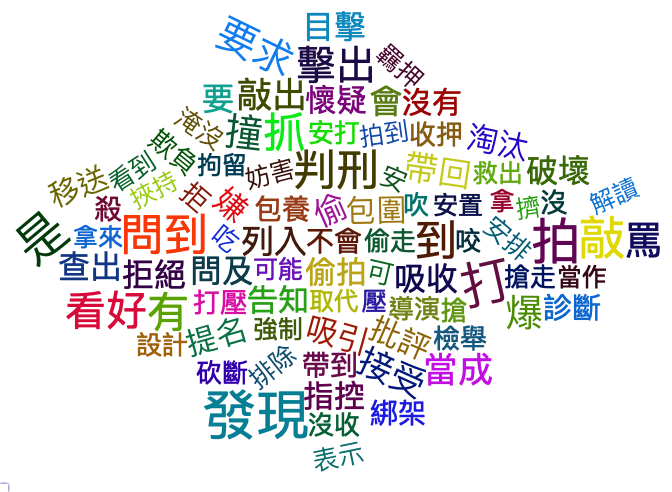 目擊
要求
擊出
羈押
要
敲出
懷疑
會
沒有
淹沒
撞
抓
安打
拍到
收押
淘汰
欺負
看到
拘留
妨害
判刑
安
帶回
救出
破壞
移送
挾持
拒
嫌
包養
偷
包圍
吹
安置
拿
擠
沒
解讀
殺
是
拿來
問到
吃
列入
不會
偷走
到
咬
安排
拍
敲
罵
查出
拒絕
問及
可能
偷拍
可
吸收
打
搶走
當作
看好
有
打壓
告知
取代
壓
導演
搶
爆
診斷
設計
提名
強制
吸引
批評
檢舉
砍斷
排除
帶到
接受
當成
發現
指控
沒收
綁架
表示